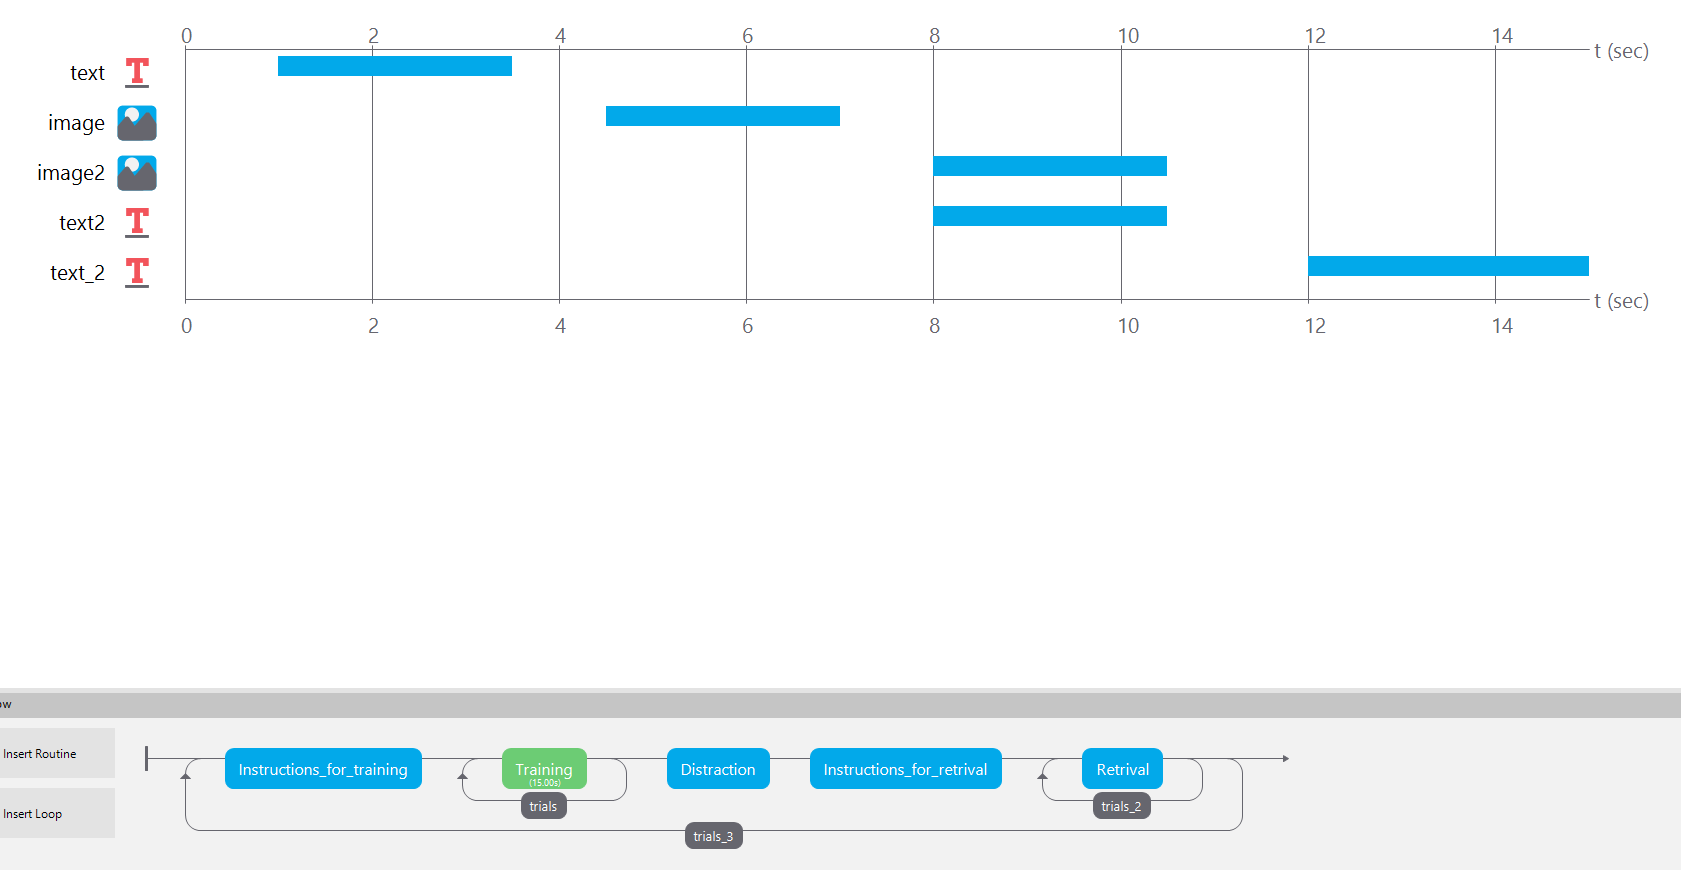 0 2 4 6 8 10 12 14
t (sec)
text
image
image2
text2
text_2
t (sec)
0 2 4 6 8 10 12 14
ow
Insert Routine
Insert Loop
Instructions_for_training
Training
(15.00s)
trials
Distraction
Instructions_for_retrival
Retrival
trials_2
trials_3